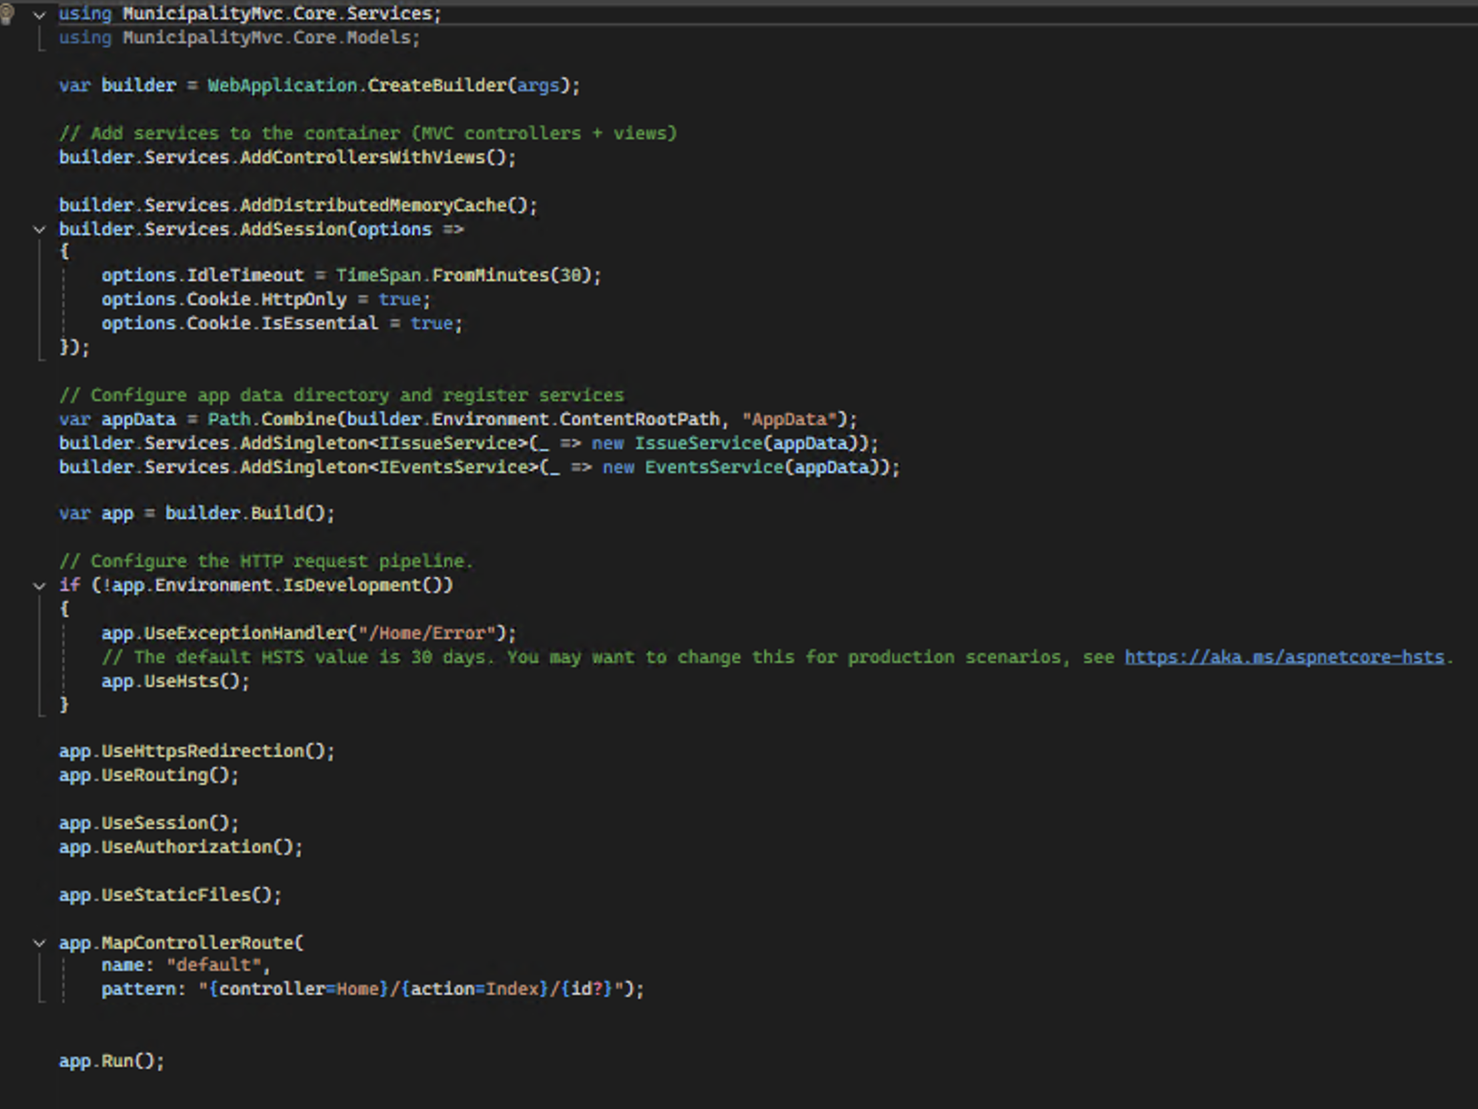 using MunicipalityMvc.Core.Services;
using MunicipalityMvc.Core.Models;
var builder = WebApplication.CreateBuilder(args);
// Add services to the container (MVC controllers + views)
builder.Services.AddControllersWithViews();
builder.Services.AddDistributedMemoryCache();
builder.Services.AddSession(options =>
{
    options.IdleTimeout = TimeSpan.FromMinutes(30);
    options.Cookie.HttpOnly = true;
    options.Cookie.IsEssential = true;
});
// Configure app data directory and register services
var appData = Path.Combine(builder.Environment.ContentRootPath, "AppData");
builder.Services.AddSingleton<IIssueService>(_ => new IssueService(appData));
builder.Services.AddSingleton<IEventsService>(_ => new EventsService(appData));
var app = builder.Build();
// Configure the HTTP request pipeline.
if (!app.Environment.IsDevelopment())
{
    app.UseExceptionHandler("/Home/Error");
    // The default HSTS value is 30 days. You may want to change this for production scenarios, see https://aka.ms/aspnetcore-hsts.
    app.UseHsts();
}
app.UseHttpsRedirection();
app.UseRouting();
app.UseSession();
app.UseAuthorization();
app.UseStaticFiles();
app.MapControllerRoute(
    name: "default",
    pattern: "{controller=Home}/{action=Index}/{id?}");
app.Run();